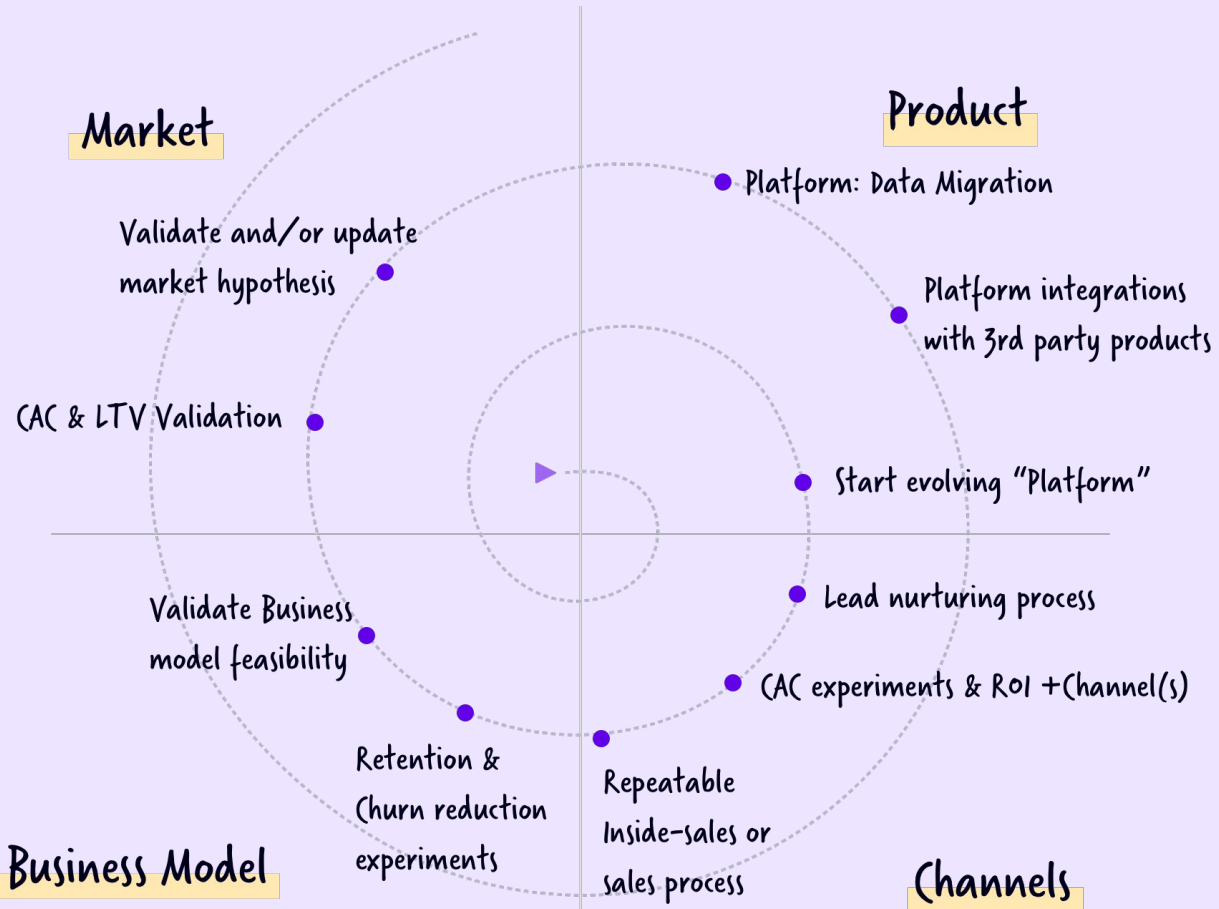 Market
Product
Platform: Data Migration
Validate and/or update
market hypothesis
Platform integrations
with 3rd party products
CAC & LTV Validation
Start evolving “Platform”
Validate Business
model feasibility
Lead nurturing process
CAC experiments & ROI +Channel(s)
Retention &
Churn reduction
experiments
Repeatable
Inside-sales or
sales process
Business Model
Channels